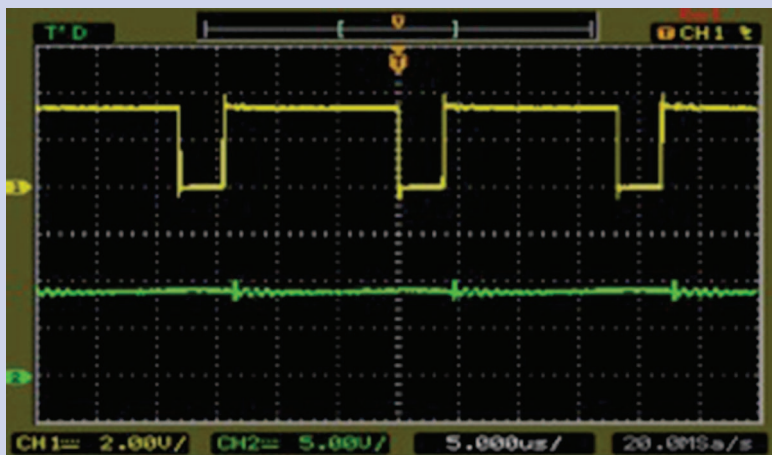 T'D
T CH1
T
1
2
CH1 2.00V/ CH2 5.00V/ 5.000us/ 20.0MSa/s